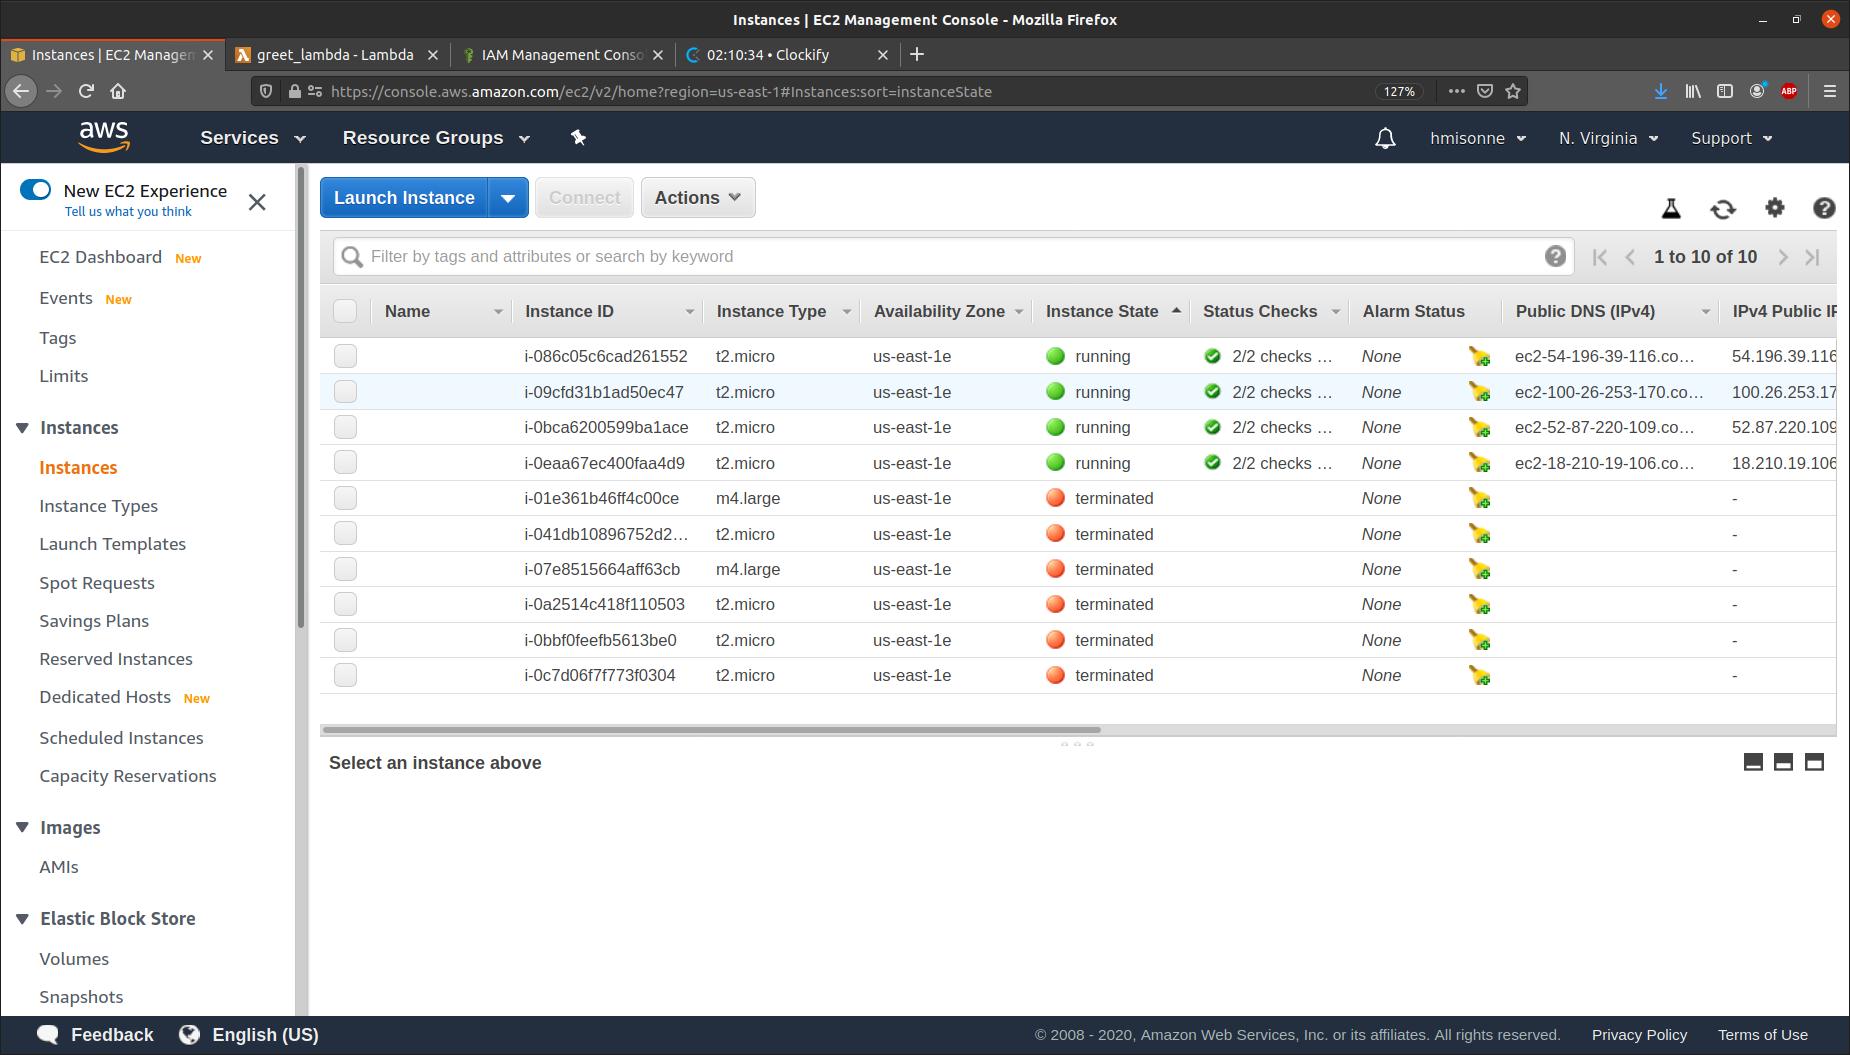 Instances | EC2 Management Console - Mozilla Firefox
Instances | EC2 Managen
greet_lambda - Lambda
IAM Management Conso
02:10:34 • Clockify
https://console.aws.amazon.com/ec2/v2/home?region=us-east-1#Instances:sort=instanceState
127%
ABP
aws
Services
Resource Groups
hmisonne
N. Virginia
Support
New EC2 Experience
Tell us what you think
EC2 Dashboard New
Events New
Tags
Limits
Instances
Instances
Instance Types
Launch Templates
Spot Requests
Savings Plans
Reserved Instances
Dedicated Hosts New
Scheduled Instances
Capacity Reservations
Images
AMIs
Elastic Block Store
Volumes
Snapshots
Launch Instance
Connect
Actions
Filter by tags and attributes or search by keyword
1 to 10 of 10
Name Instance ID Instance Type Availability Zone Instance State Status Checks Alarm Status Public DNS (IPv4) IPv4 Public IP
i-086c05c6cad261552 t2.micro us-east-1e running 2/2 checks … None ec2-54-196-39-116.co… 54.196.39.116
i-09cfd31b1ad50ec47 t2.micro us-east-1e running 2/2 checks … None ec2-100-26-253-170.co… 100.26.253.17
i-0bca6200599ba1ace t2.micro us-east-1e running 2/2 checks … None ec2-52-87-220-109.co… 52.87.220.109
i-0eaa67ec400faa4d9 t2.micro us-east-1e running 2/2 checks … None ec2-18-210-19-106.co… 18.210.19.106
i-01e361b46ff4c00ce m4.large us-east-1e terminated None -
i-041db10896752d2… t2.micro us-east-1e terminated None -
i-07e8515664aff63cb m4.large us-east-1e terminated None -
i-0a2514c418f110503 t2.micro us-east-1e terminated None -
i-0bbf0feefb5613be0 t2.micro us-east-1e terminated None -
i-0c7d06f7f773f0304 t2.micro us-east-1e terminated None -
Select an instance above
Feedback
English (US)
© 2008 - 2020, Amazon Web Services, Inc. or its affiliates. All rights reserved.
Privacy Policy
Terms of Use